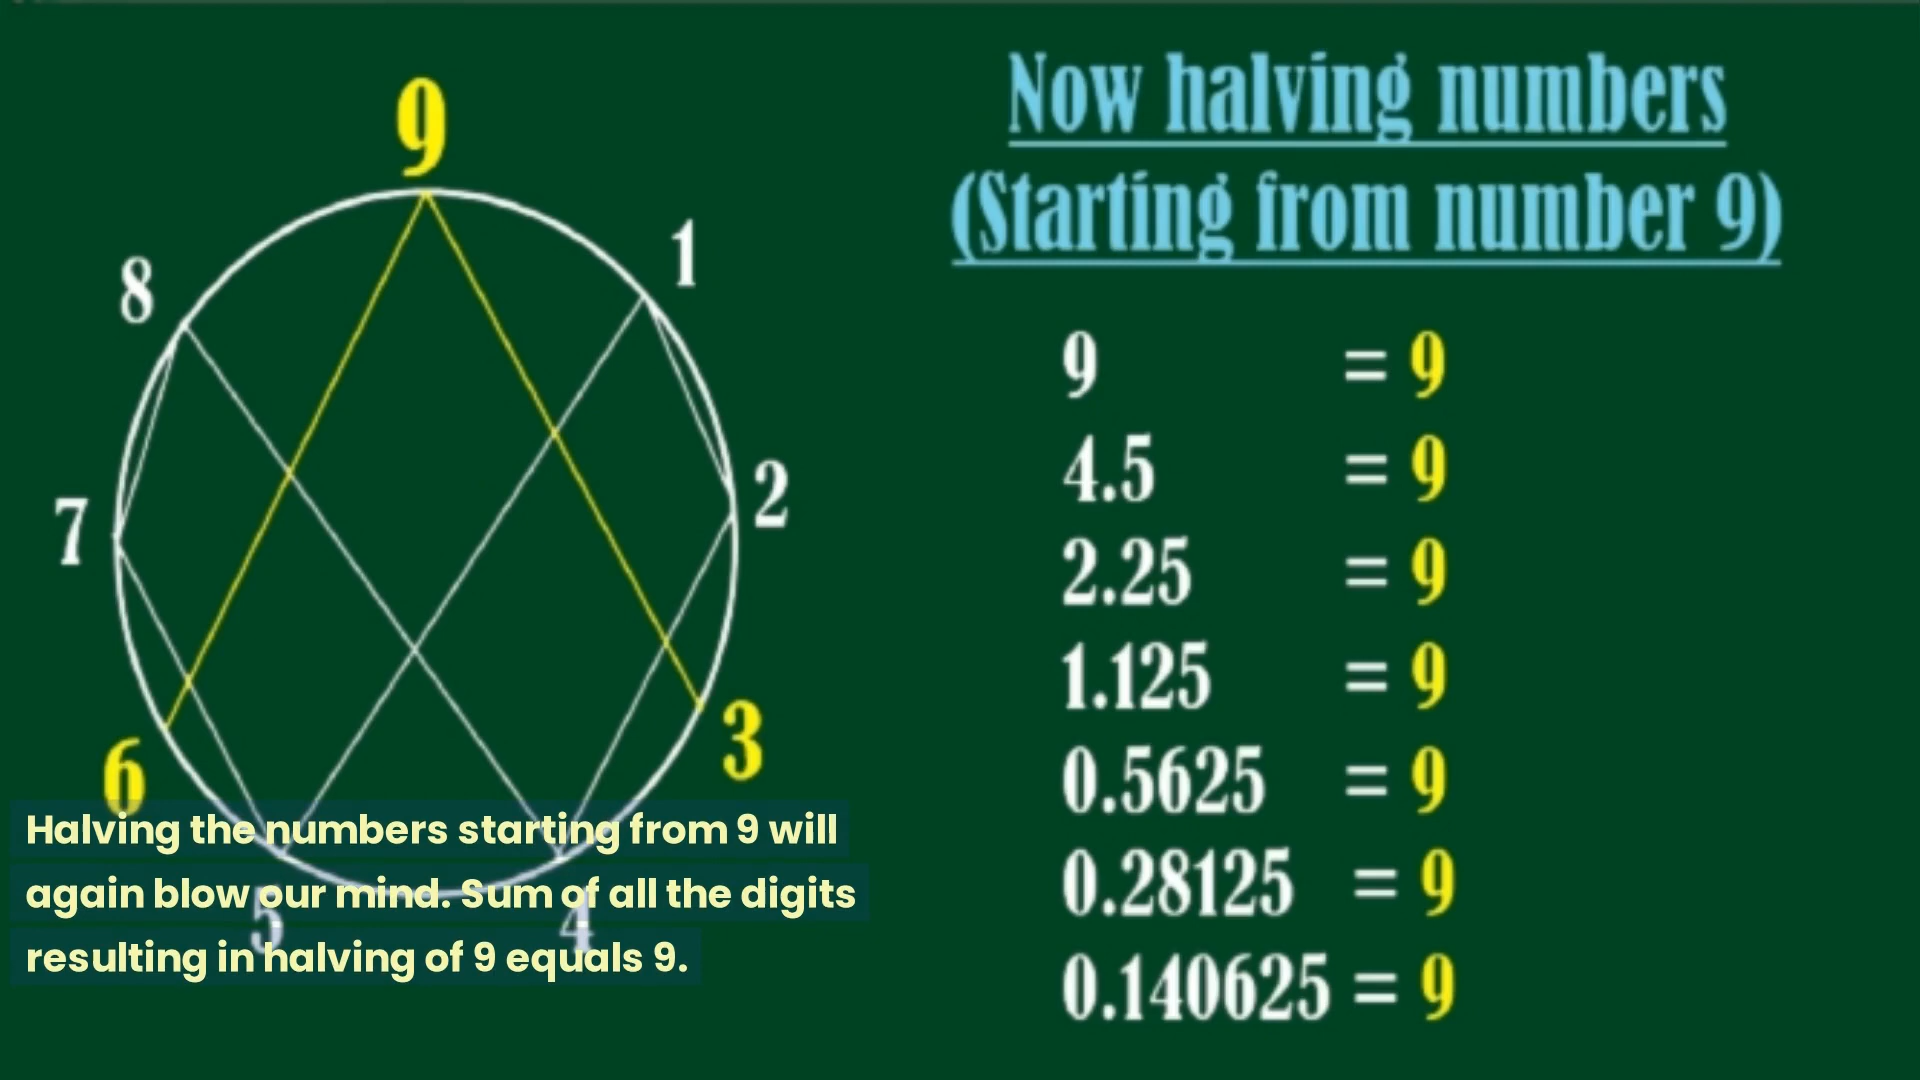 Now halving numbers
(Starting from number 9)
9
1
8
2
7
3
6
5
4
9 = 9
4.5 = 9
2.25 = 9
1.125 = 9
0.5625 = 9
0.28125 = 9
0.140625 = 9
Halving the numbers starting from 9 will
again blow our mind. Sum of all the digits
resulting in halving of 9 equals 9.